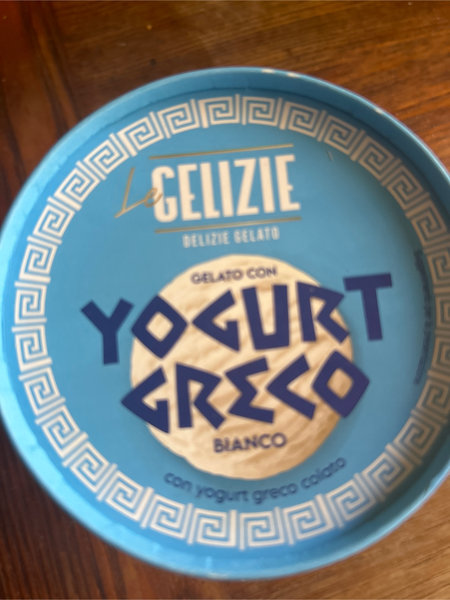 Le GELIZIE
DELIZIE GELATO
GELATO CON
YOGURT
GRECO
BIANCO
con yogurt greco colato